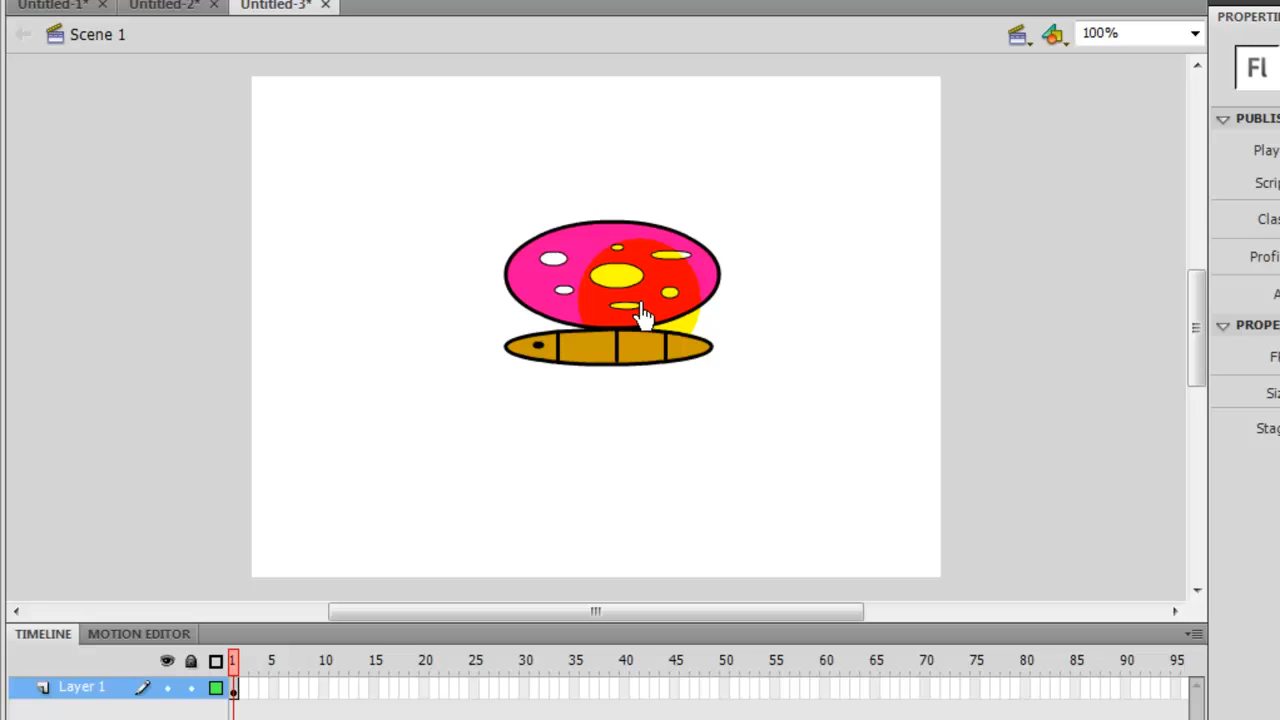 Untitled-1* × Untitled-2* × Untitled-3* ×
PROPERTI
Scene 1
100%
Fl
PUBLIS
Play
Scri
Clas
Profi
A
PROPE
F
Siz
Stag
TIMELINE MOTION EDITOR
1 5 10 15 20 25 30 35 40 45 50 55 60 65 70 75 80 85 90 95
Layer 1